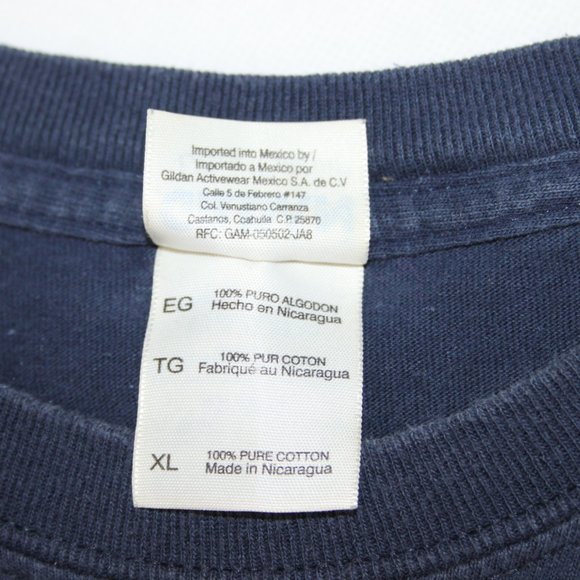 Imported into Mexico by /
Importado a Mexico por
Gildan Activewear Mexico S.A. de C.V
Calle 5 de Febrero #147
Col. Venustiano Carranza
Castanos, Coahuila C.P. 25870
RFC: GAM-050502-JA8
EG 100% PURO ALGODON
Hecho en Nicaragua
TG 100% PUR COTON
Fabriqué au Nicaragua
XL 100% PURE COTTON
Made in Nicaragua